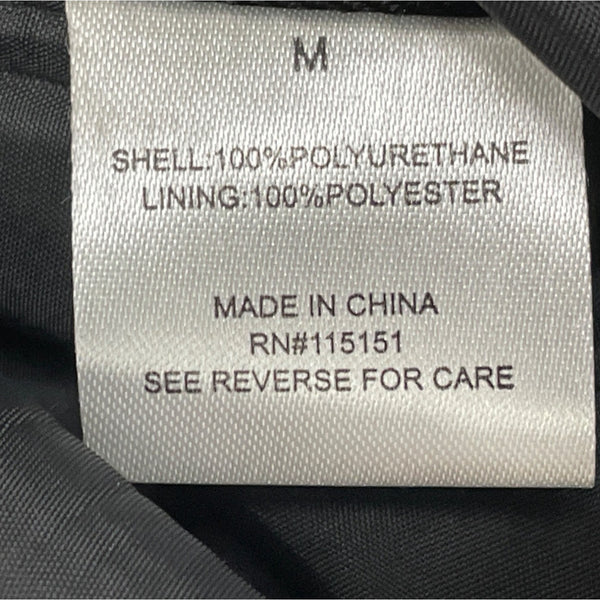 M
SHELL:100%POLYURETHANE
LINING:100%POLYESTER
MADE IN CHINA
RN#115151
SEE REVERSE FOR CARE